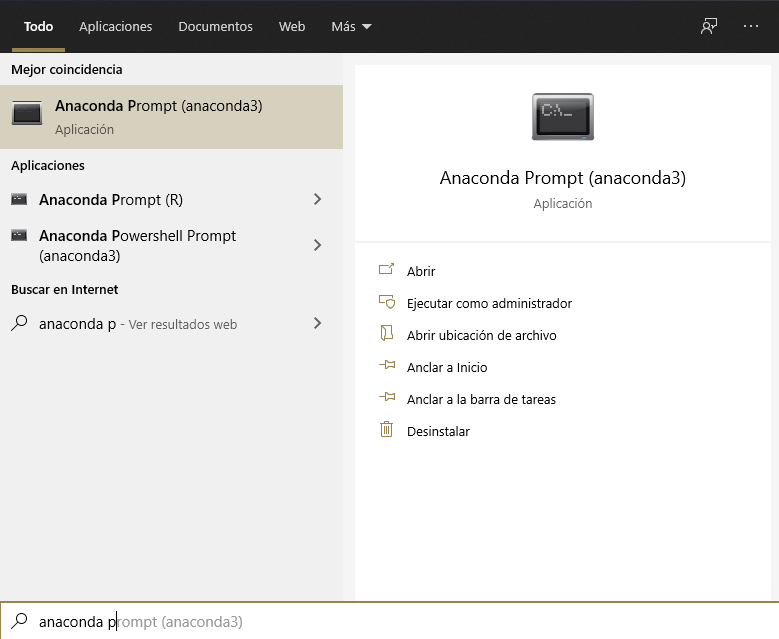 Todo Aplicaciones Documentos Web Más
Mejor coincidencia
Anaconda Prompt (anaconda3)
Aplicación
Aplicaciones
Anaconda Prompt (R)
Anaconda Powershell Prompt
(anaconda3)
Buscar en Internet
anaconda p - Ver resultados web
C:\_
Anaconda Prompt (anaconda3)
Aplicación
Abrir
Ejecutar como administrador
Abrir ubicación de archivo
Anclar a Inicio
Anclar a la barra de tareas
Desinstalar
anaconda prompt (anaconda3)